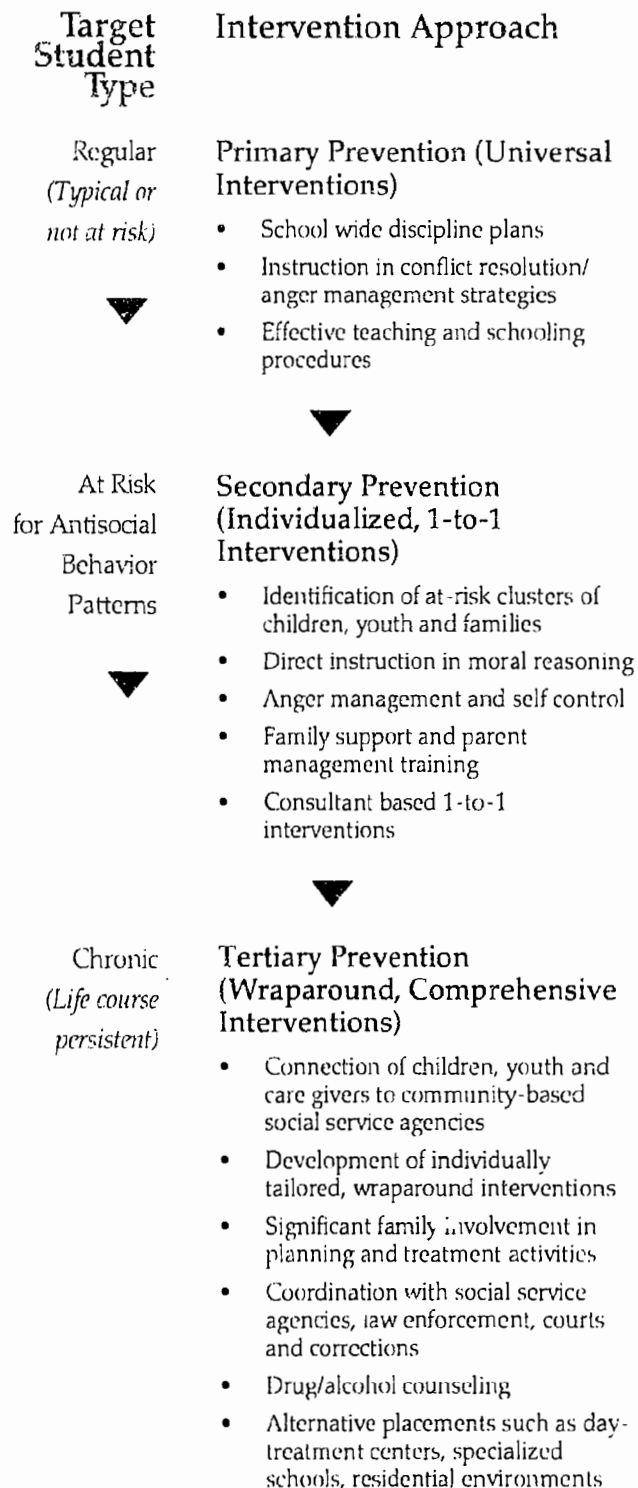 Target Student Type
Intervention Approach
Regular
(Typical or
not at risk)
Primary Prevention (Universal
Interventions)
• School wide discipline plans
• Instruction in conflict resolution/
anger management strategies
• Effective teaching and schooling
procedures
At Risk
for Antisocial
Behavior
Patterns
Secondary Prevention
(Individualized, 1-to-1
Interventions)
• Identification of at-risk clusters of
children, youth and families
• Direct instruction in moral reasoning
• Anger management and self control
• Family support and parent
management training
• Consultant based 1-to-1
interventions
Chronic
(Life course
persistent)
Tertiary Prevention
(Wraparound, Comprehensive
Interventions)
• Connection of children, youth and
care givers to community-based
social service agencies
• Development of individually
tailored, wraparound interventions
• Significant family involvement in
planning and treatment activities
• Coordination with social service
agencies, law enforcement, courts
and corrections
• Drug/alcohol counseling
• Alternative placements such as day-
treatment centers, specialized
schools, residential environments